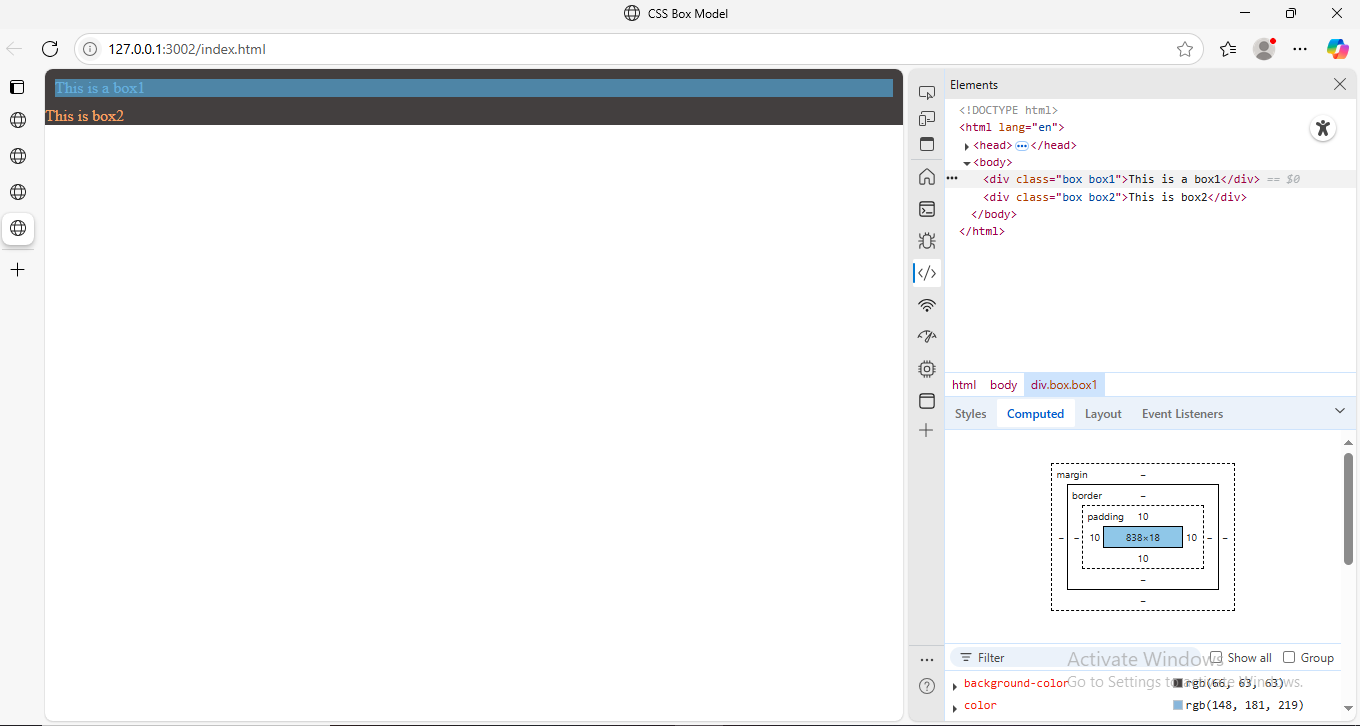 CSS Box Model
127.0.0.1:3002/index.html
This is a box1
This is box2
Elements
<!DOCTYPE html>
<html lang="en">
<head> </head>
<body>
<div class="box box1">This is a box1</div> == $0
<div class="box box2">This is box2</div>
</body>
</html>
html body div.box.box1
Styles Computed Layout Event Listeners
margin -
border -
padding 10
- - 10 838×18 10 - -
10
-
-
Filter Show all Group
Activate Windows
background-color rgb(66, 63, 63)
Go to Settings to activate Windows.
color rgb(148, 181, 219)